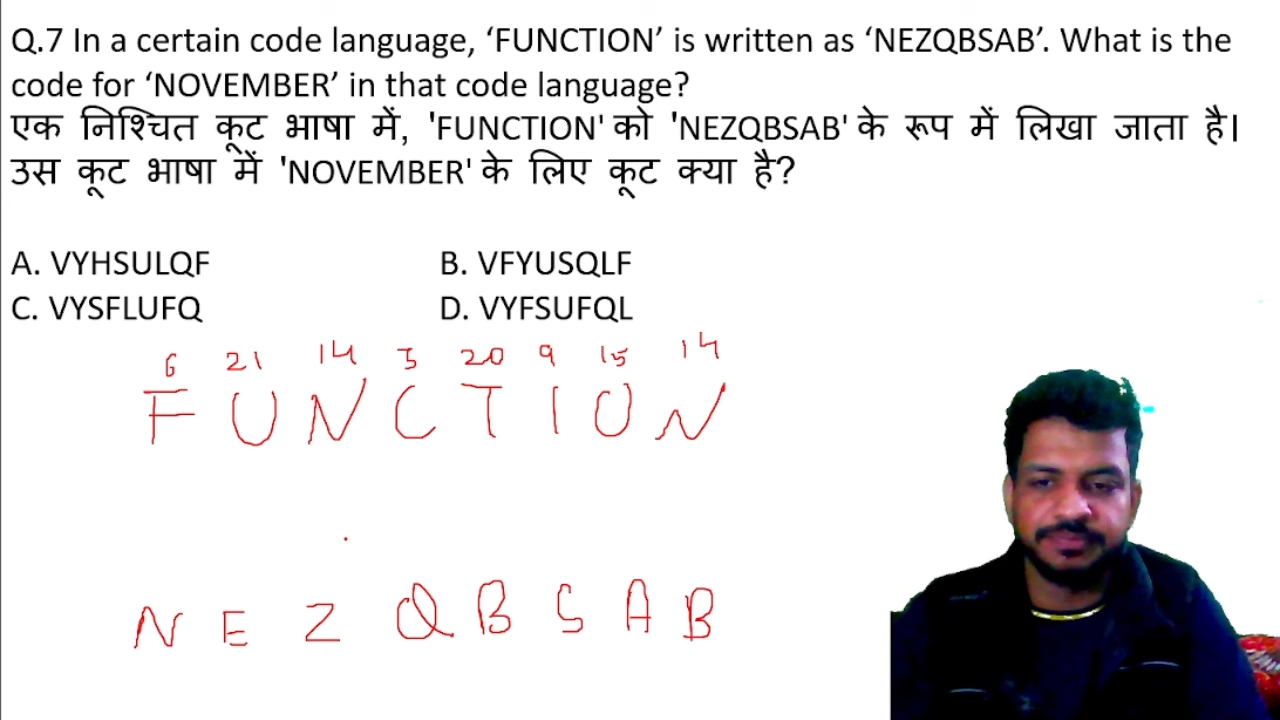 Q.7 In a certain code language, ‘FUNCTION’ is written as ‘NEZQBSAB’. What is the
code for ‘NOVEMBER’ in that code language?
एक निश्चित कूट भाषा में, 'FUNCTION' को 'NEZQBSAB' के रूप में लिखा जाता है।
उस कूट भाषा में 'NOVEMBER' के लिए कूट क्या है?
A. VYHSULQF B. VFYUSQLF
C. VYSFLUFQ D. VYFSUFQL
6 21 14 3 20 9 15 14
F U N C T I O N
N E Z Q B S A B